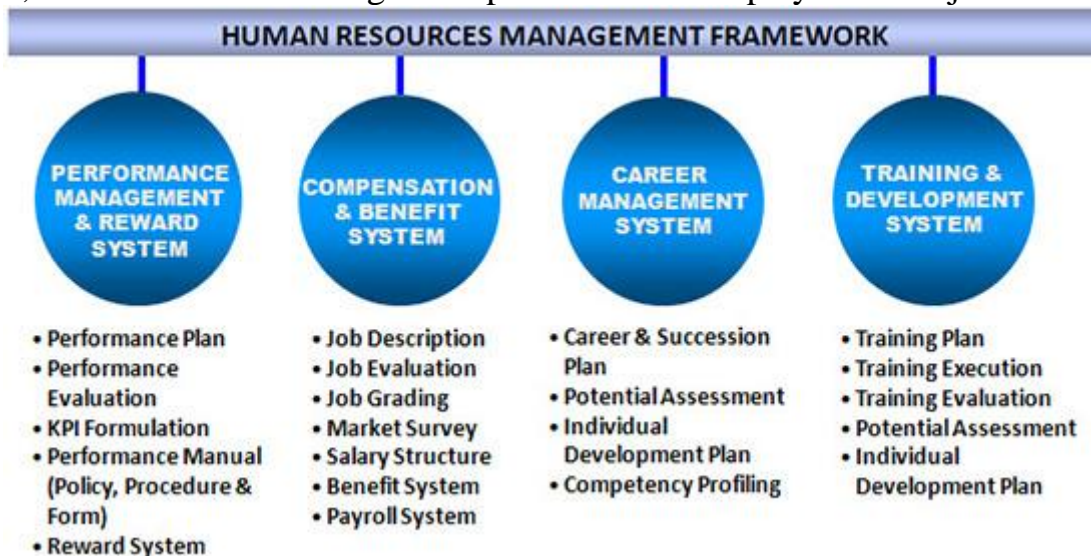 HUMAN RESOURCES MANAGEMENT FRAMEWORK
PERFORMANCE
MANAGEMENT
& REWARD
SYSTEM
COMPENSATION
& BENEFIT
SYSTEM
CAREER
MANAGEMENT
SYSTEM
TRAINING &
DEVELOPMENT
SYSTEM
• Performance Plan
• Performance
Evaluation
• KPI Formulation
• Performance Manual
(Policy, Procedure &
Form)
• Reward System
• Job Description
• Job Evaluation
• Job Grading
• Market Survey
• Salary Structure
• Benefit System
• Payroll System
• Career & Succession
Plan
• Potential Assessment
• Individual
Development Plan
• Competency Profiling
• Training Plan
• Training Execution
• Training Evaluation
• Potential Assessment
• Individual
Development Plan